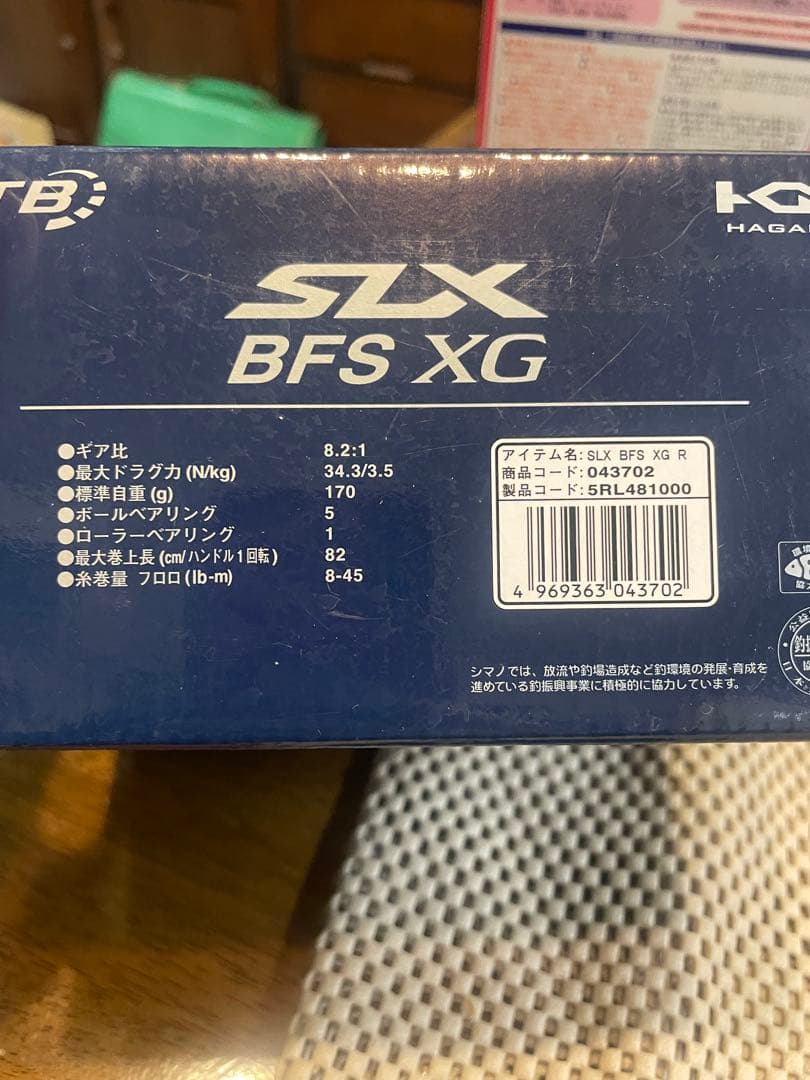 TB
HAGA
SLX
BFS XG
●ギア比 8.2:1
●最大ドラグ力(N/kg) 34.3/3.5
●標準自重(g) 170
●ボールベアリング 5
●ローラーベアリング 1
●最大巻上長(cm/ハンドル1回転) 82
●糸巻量 フロロ(lb-m) 8-45
アイテム名:SLX BFS XG R
商品コード:043702
製品コード:5RL481000
4 969363 043702
シマノでは、放流や釣場造成など釣環境の発展・育成を
進めている釣振興事業に積極的に協力しています。